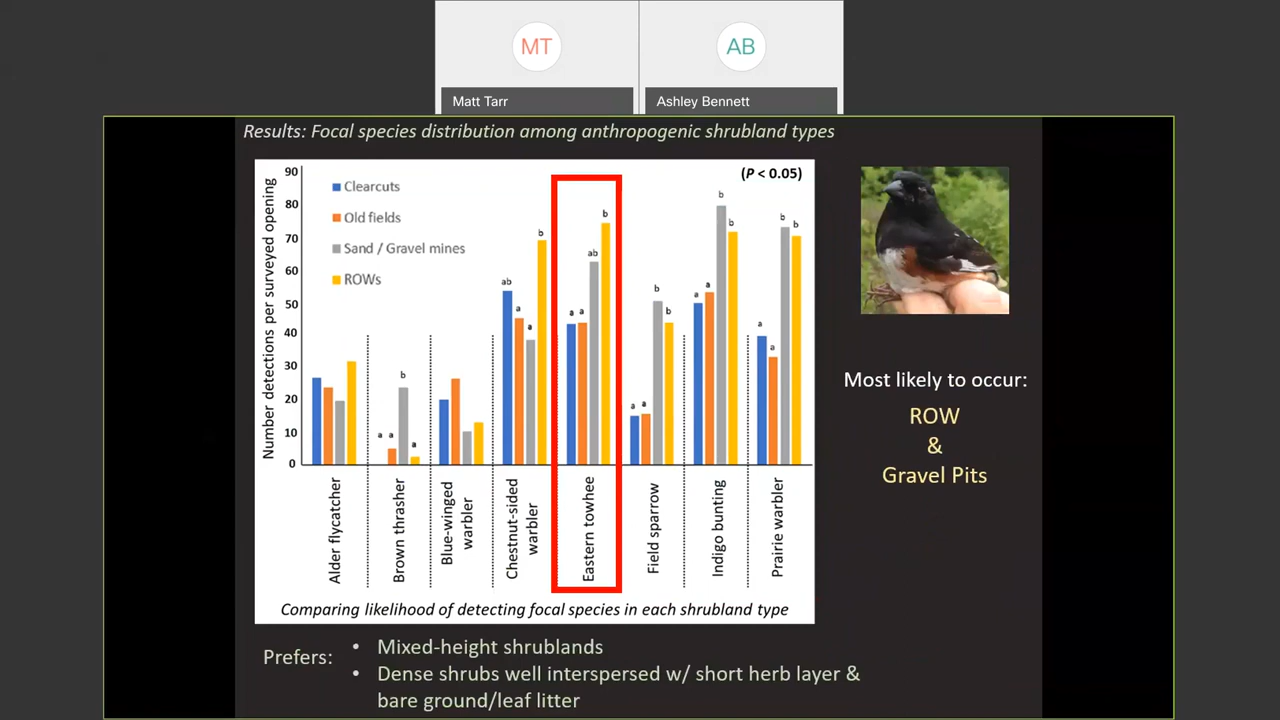 MT
AB
Matt Tarr
Ashley Bennett
Results: Focal species distribution among anthropogenic shrubland types
(P < 0.05)
Number detections per surveyed opening
90
80
70
60
50
40
30
20
10
0
Clearcuts
Old fields
Sand / Gravel mines
ROWs
a a b a
ab a a b
a a ab b
a a b b
a a b b
a a b b
Alder flycatcher
Brown thrasher
Blue-winged
warbler
Chestnut-sided
warbler
Eastern towhee
Field sparrow
Indigo bunting
Prairie warbler
Comparing likelihood of detecting focal species in each shrubland type
Most likely to occur:
ROW
&
Gravel Pits
Prefers:
• Mixed-height shrublands
• Dense shrubs well interspersed w/ short herb layer &
bare ground/leaf litter